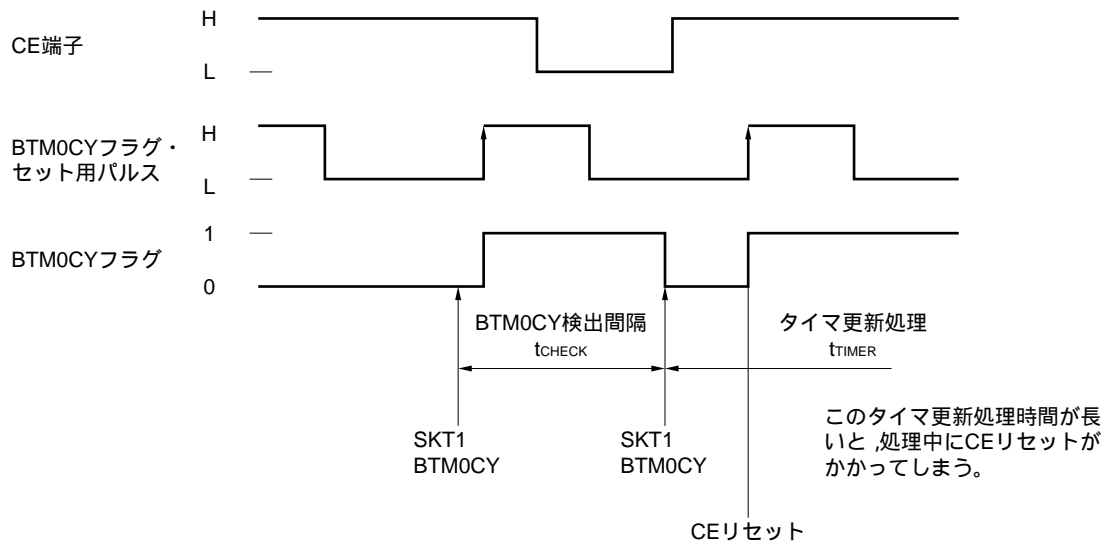 H
CE端子
L
H
BTM0CYフラグ・
セット用パルス
L
1
BTM0CYフラグ
0
BTM0CY検出間隔
tCHECK
タイマ更新処理
tTIMER
SKT1
BTM0CY
SKT1
BTM0CY
このタイマ更新処理時間が長
いと,処理中にCEリセットが
かかってしまう。
CEリセット